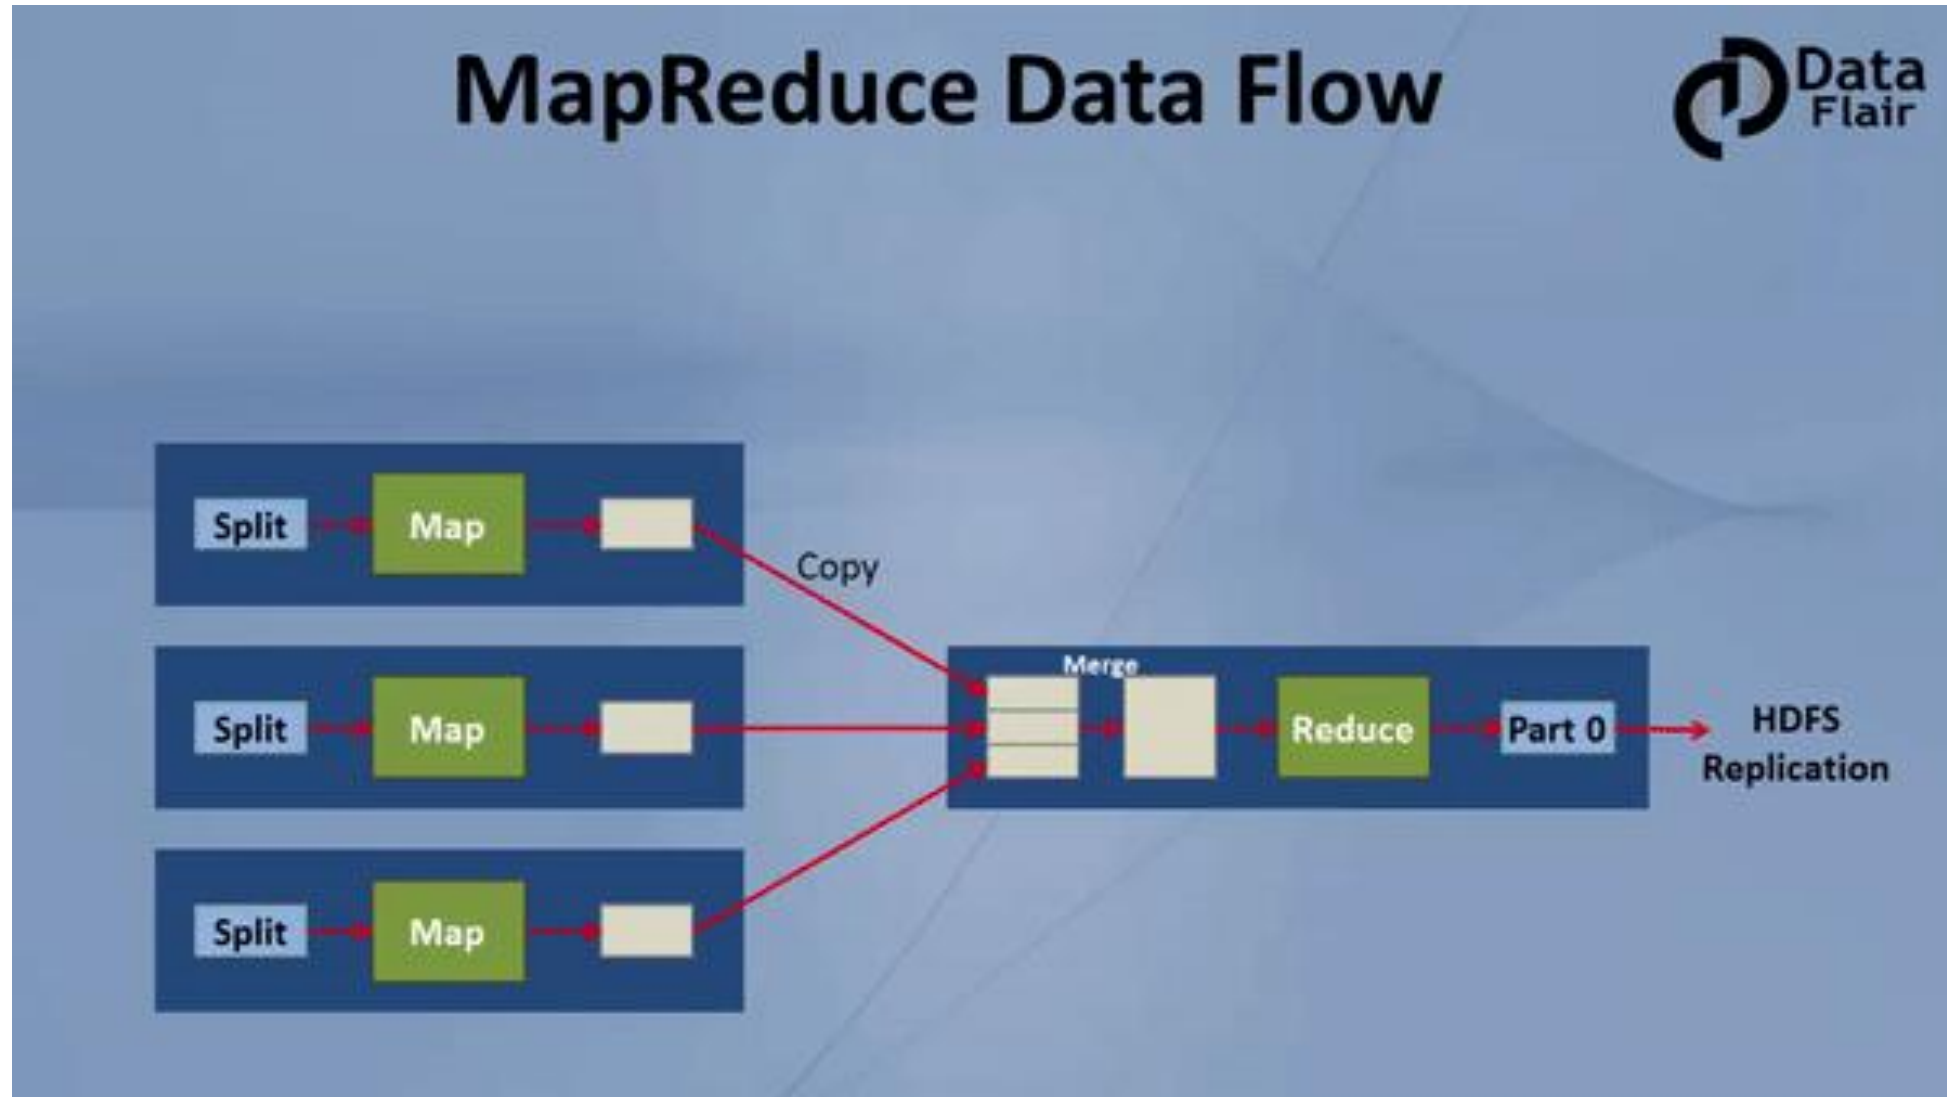 MapReduce Data Flow
Data
Flair
Split
Map
Copy
Split
Map
Merge
Reduce
Part 0
HDFS
Replication
Split
Map